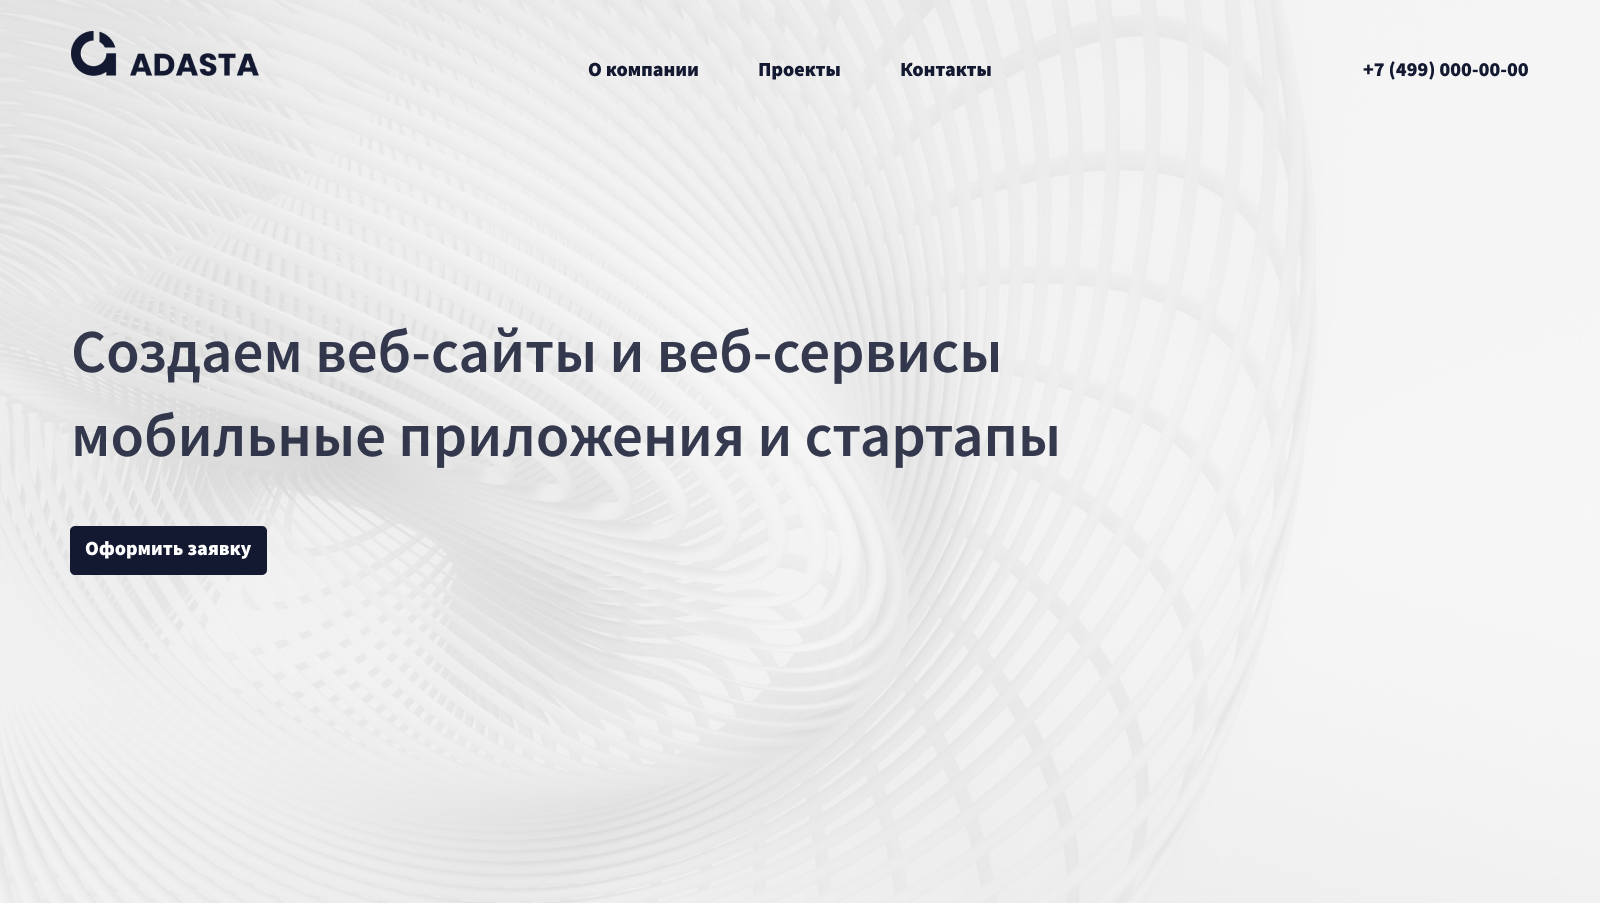 ADASTA
О компании
Проекты
Контакты
+7 (499) 000-00-00
Создаем веб-сайты и веб-сервисы
мобильные приложения и стартапы
Оформить заявку